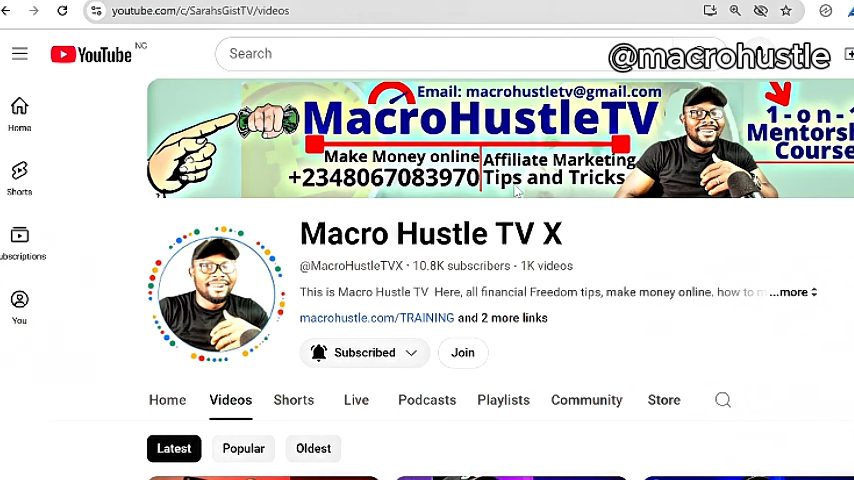 youtube.com/c/SarahsGistTV/videos
YouTube NG
Search
@macrohustle
Email: macrohustletv@gmail.com
MacroHustleTV
Make Money online
+2348067083970
Affiliate Marketing
Tips and Tricks
1-on-1
Mentorsh
Course
Home
Shorts
ubscriptions
You
Macro Hustle TV X
@MacroHustleTVX • 10.8K subscribers • 1K videos
This is Macro Hustle TV Here, all financial Freedom tips, make money online, how to m ...more
macrohustle.com/TRAINING and 2 more links
Subscribed
Join
Home Videos Shorts Live Podcasts Playlists Community Store
Latest Popular Oldest